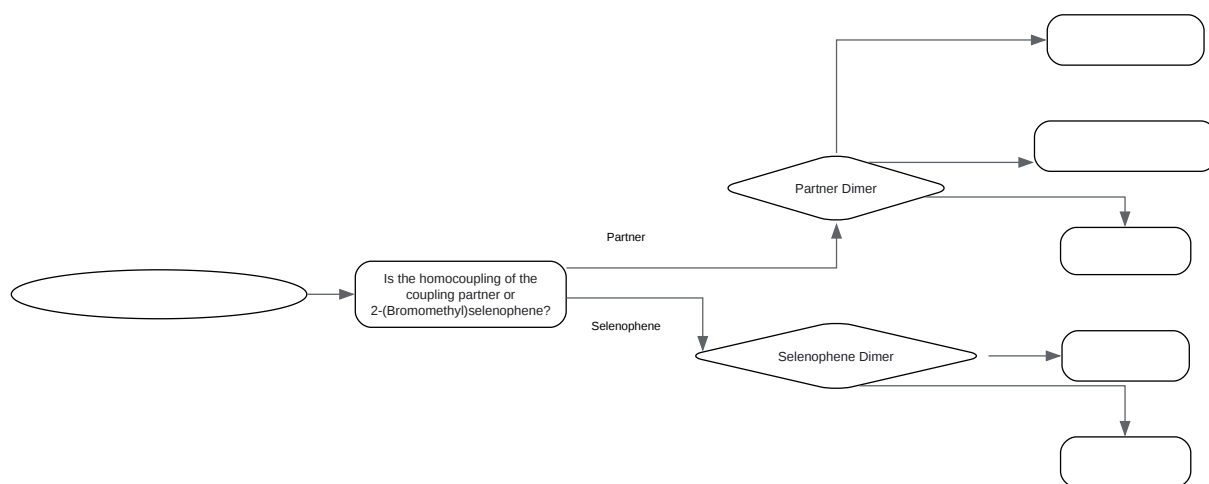 Partner Dimer
Partner
Is the homocoupling of the
coupling partner or
2-(Bromomethyl)selenophene?
Selenophene
Selenophene Dimer